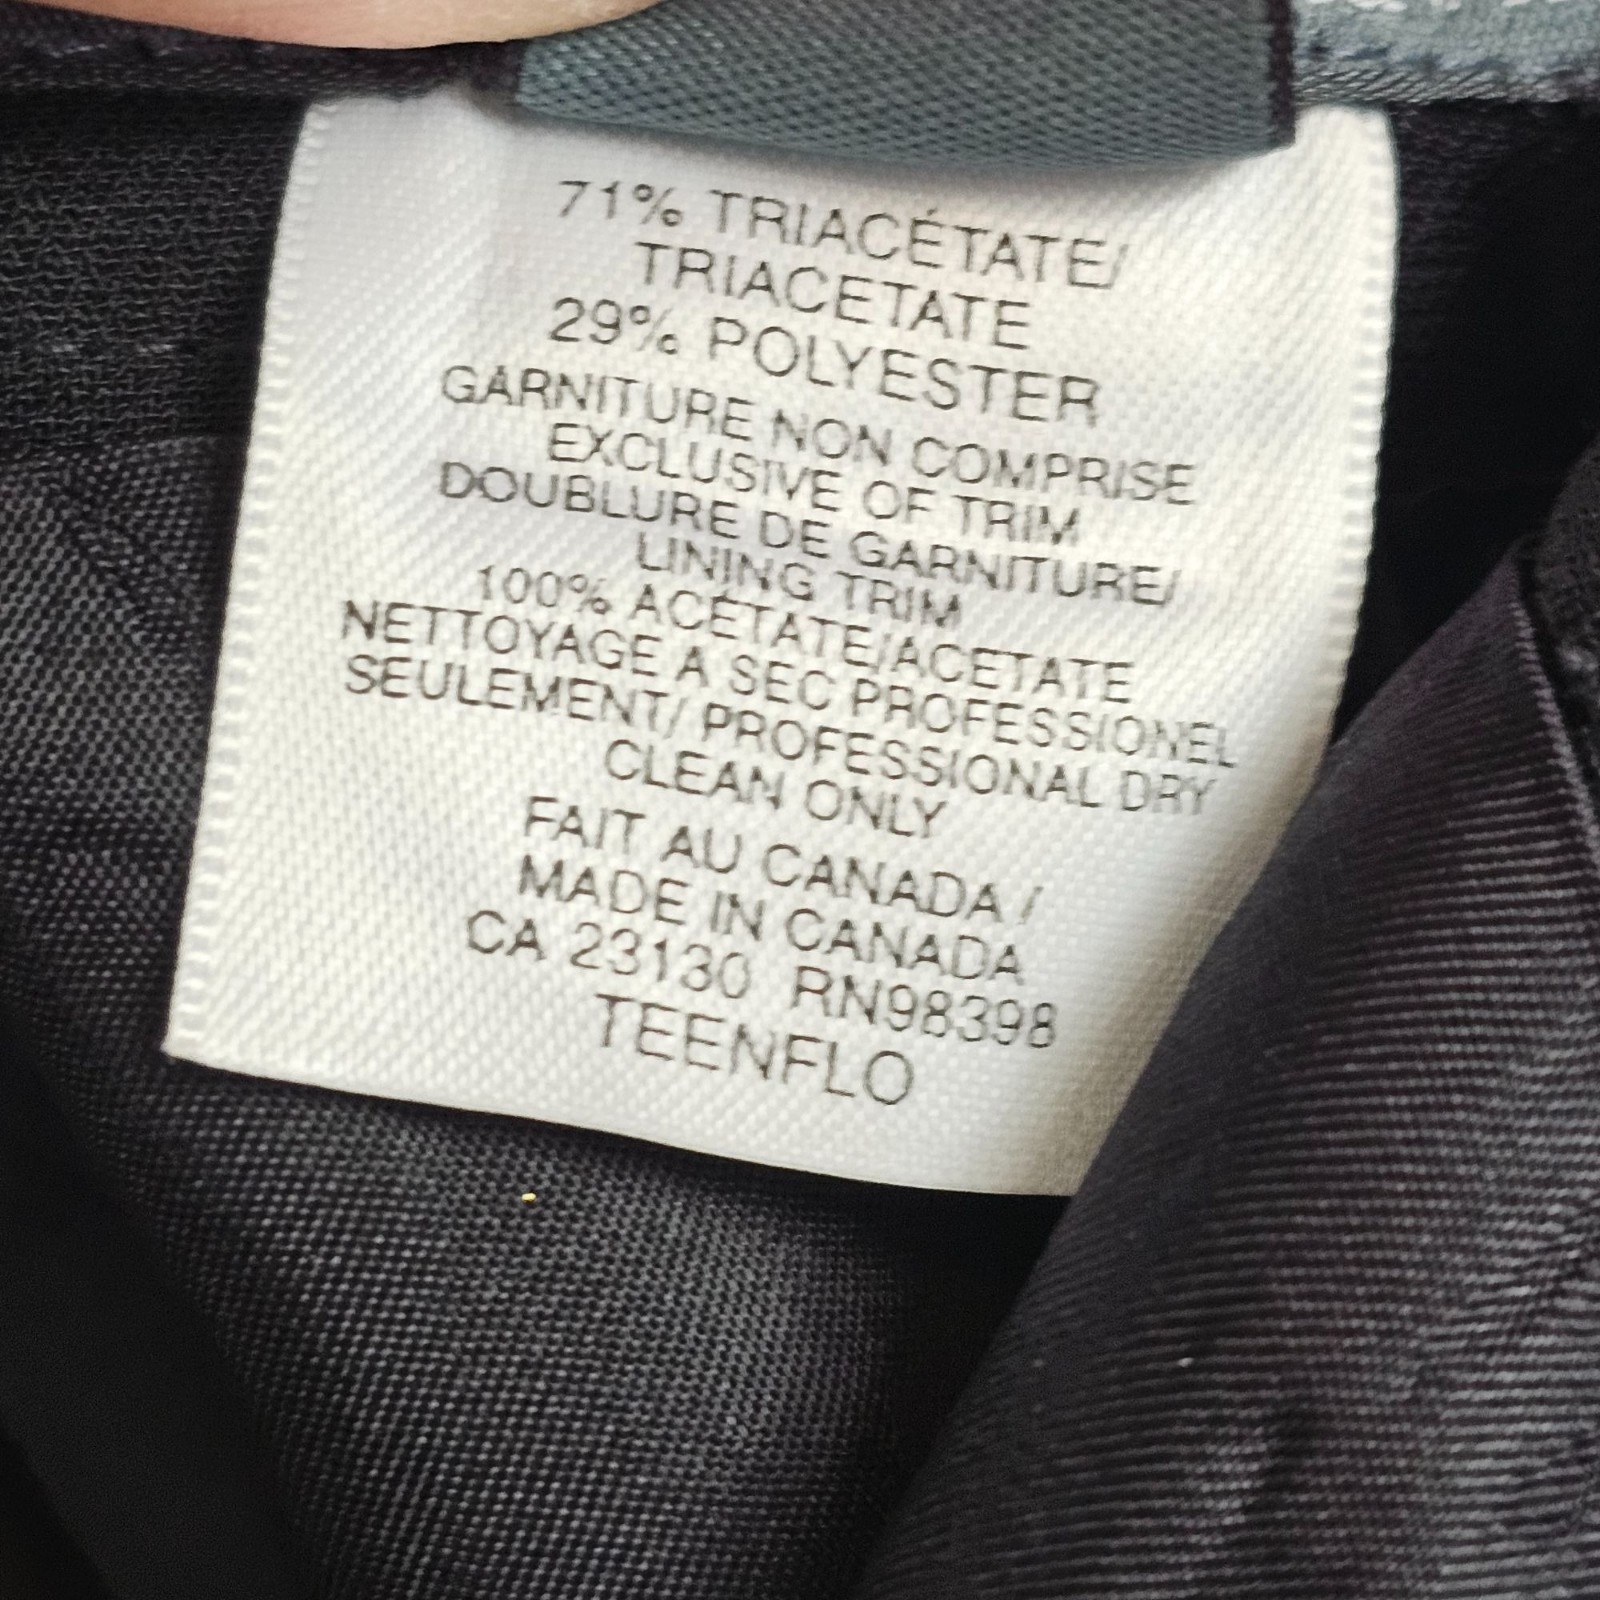 71% TRIACÉTATE/
TRIACETATE
29% POLYESTER
GARNITURE NON COMPRISE
EXCLUSIVE OF TRIM
DOUBLURE DE GARNITURE/
LINING TRIM
100% ACÉTATE/ACETATE
NETTOYAGE A SEC PROFESSIONEL
SEULEMENT/ PROFESSIONAL DRY
CLEAN ONLY
FAIT AU CANADA /
MADE IN CANADA
CA 23130 RN98398
TEENFLO